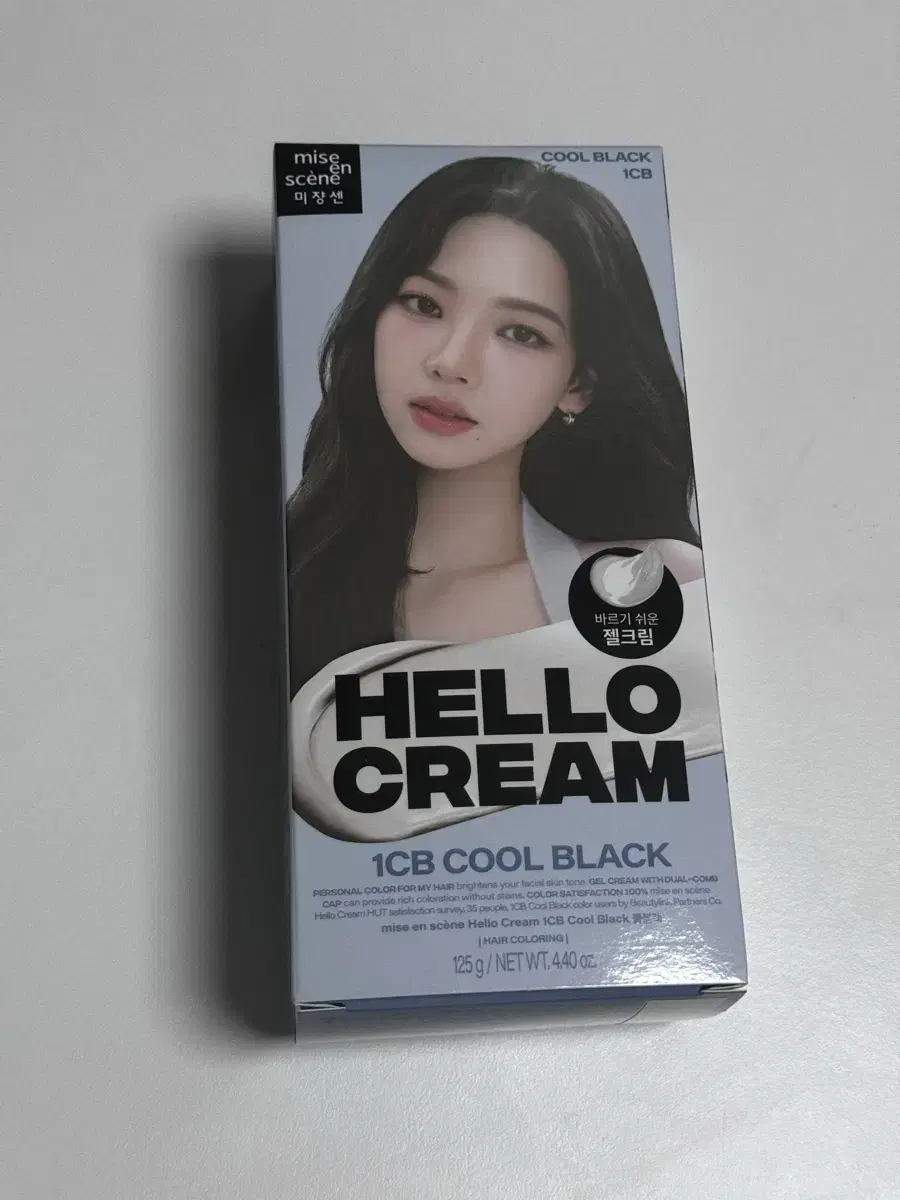 mise
en
scène
미쟝센
COOL BLACK
1CB
바르기 쉬운
젤크림
HELLO
CREAM
1CB COOL BLACK
PERSONAL COLOR FOR MY HAIR brightens your facial skin tone. GEL CREAM WITH DUAL-COMB
CAP can provide rich coloration without stains. COLOR SATISFACTION 100% mise en scène
Hello Cream HUT satisfaction survey, 35 people, 1CB Cool Black color users by Beautylink, Partners Co.
mise en scène Hello Cream 1CB Cool Black 쿨블랙
| HAIR COLORING |
125 g / NET WT. 4.40 oz.